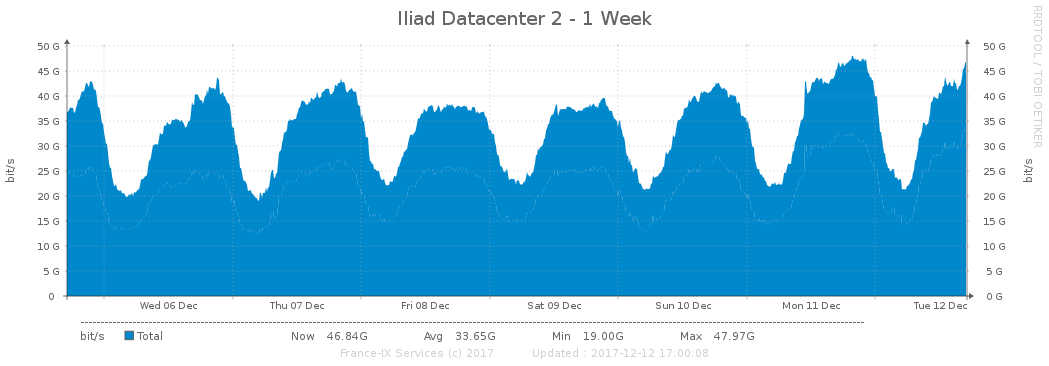 Iliad Datacenter 2 - 1 Week
RRDTOOL / TOBI OETIKER
50 G 50 G
45 G 45 G
40 G 40 G
35 G 35 G
30 G 30 G
25 G 25 G
20 G 20 G
15 G 15 G
10 G 10 G
5 G 5 G
0 0 G
bit/s bit/s
Wed 06 Dec Thu 07 Dec Fri 08 Dec Sat 09 Dec Sun 10 Dec Mon 11 Dec Tue 12 Dec
bit/s Total Now 46.84G Avg 33.65G Min 19.00G Max 47.97G
France-IX Services (c) 2017 Updated : 2017-12-12 17:00:08